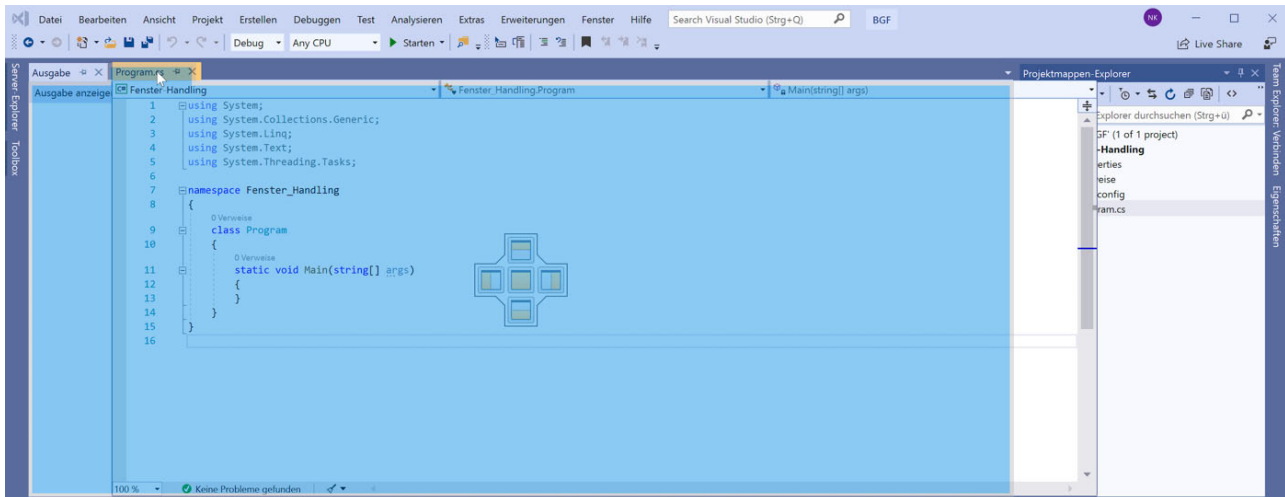 Datei Bearbeiten Ansicht Projekt Erstellen Debuggen Test Analysieren Extras Erweiterungen Fenster Hilfe Search Visual Studio (Strg+Q) BGF NK
Debug Any CPU Starten Live Share
Ausgabe Program.cs Projektmappen-Explorer
Ausgabe anzeige Fenster-Handling Fenster_Handling.Program Main(string[] args)
Explorer durchsuchen (Strg+ü)
GF' (1 of 1 project)
-Handling
erties
eise
config
ram.cs
1 using System;
2 using System.Collections.Generic;
3 using System.Linq;
4 using System.Text;
5 using System.Threading.Tasks;
6
7 namespace Fenster_Handling
8 {
0 Verweise
9 class Program
10 {
0 Verweise
11 static void Main(string[] args)
12 {
13 }
14 }
15 }
16
100 % Keine Probleme gefunden
Server-Explorer
Toolbox
Team Explorer: Verbinden
Eigenschaften